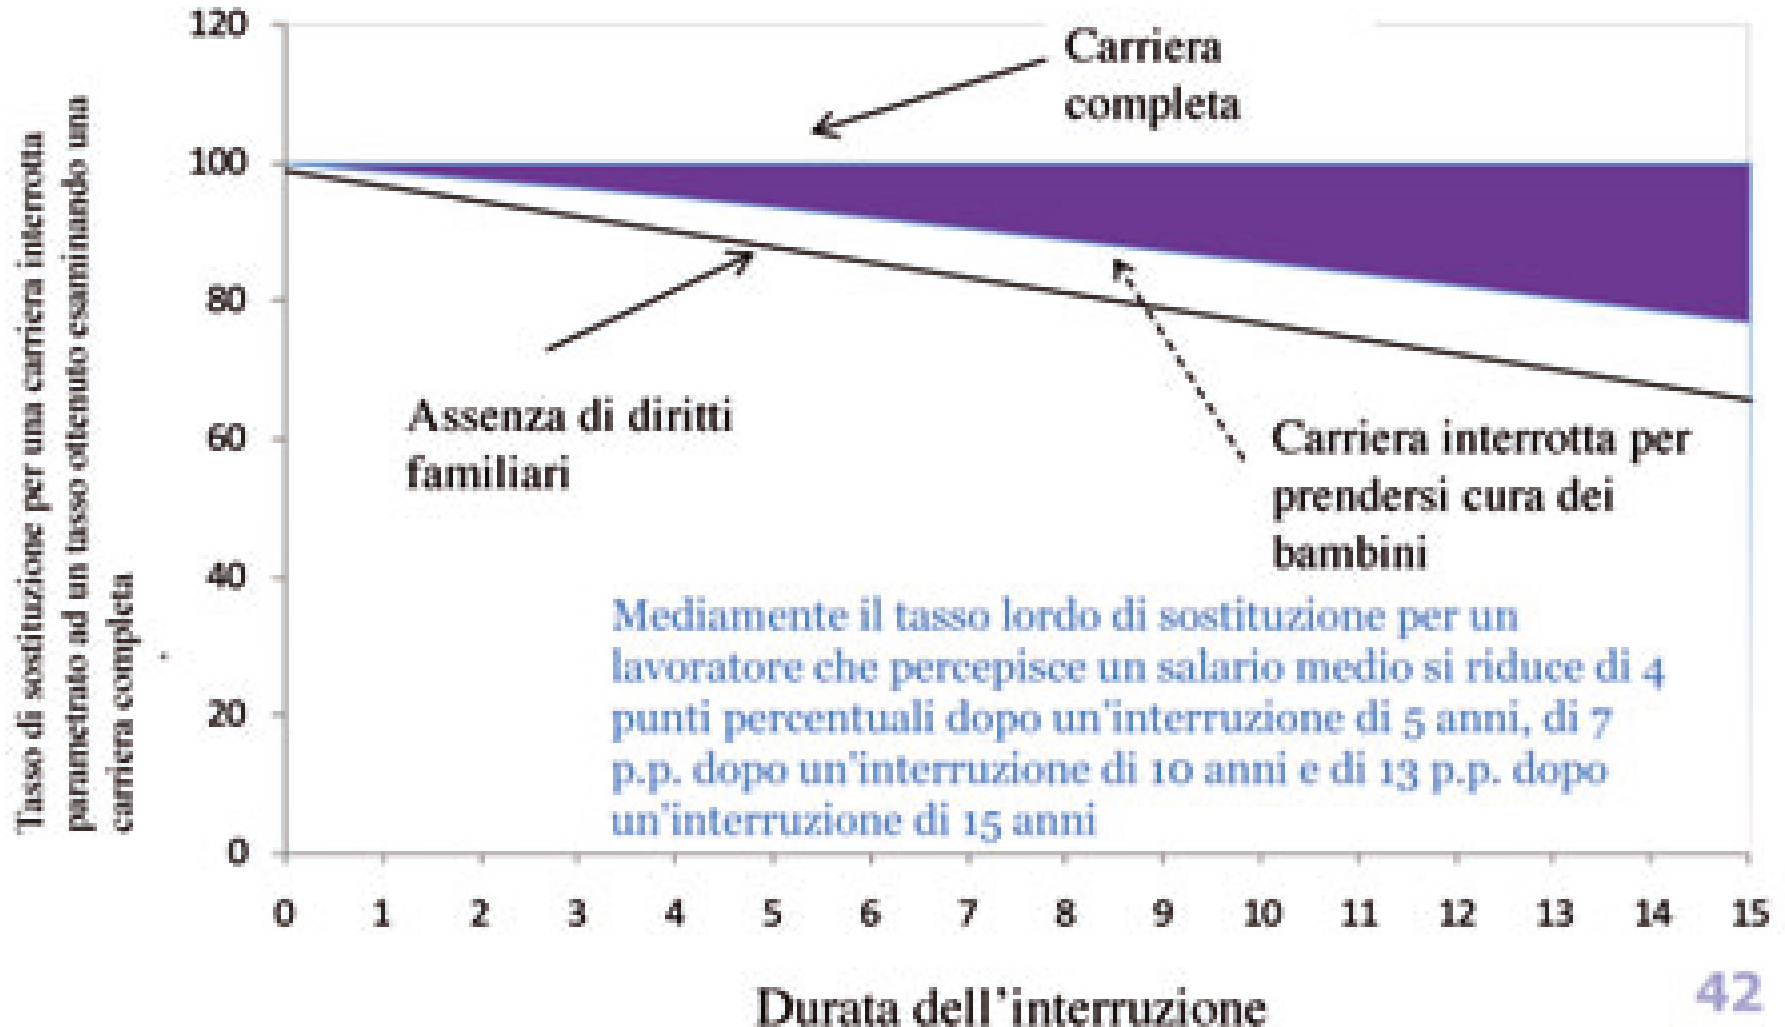 Tasso di sostituzione per una carriera interrotta
parametrato ad un tasso ottenuto esaminando una
carriera completa
120
100
80
60
40
20
0
Carriera
completa
Assenza di diritti
familiari
Carriera interrotta per
prendersi cura dei
bambini
Mediamente il tasso lordo di sostituzione per un
lavoratore che percepisce un salario medio si riduce di 4
punti percentuali dopo un'interruzione di 5 anni, di 7
p.p. dopo un'interruzione di 10 anni e di 13 p.p. dopo
un'interruzione di 15 anni
0 1 2 3 4 5 6 7 8 9 10 11 12 13 14 15
Durata dell'interruzione
42